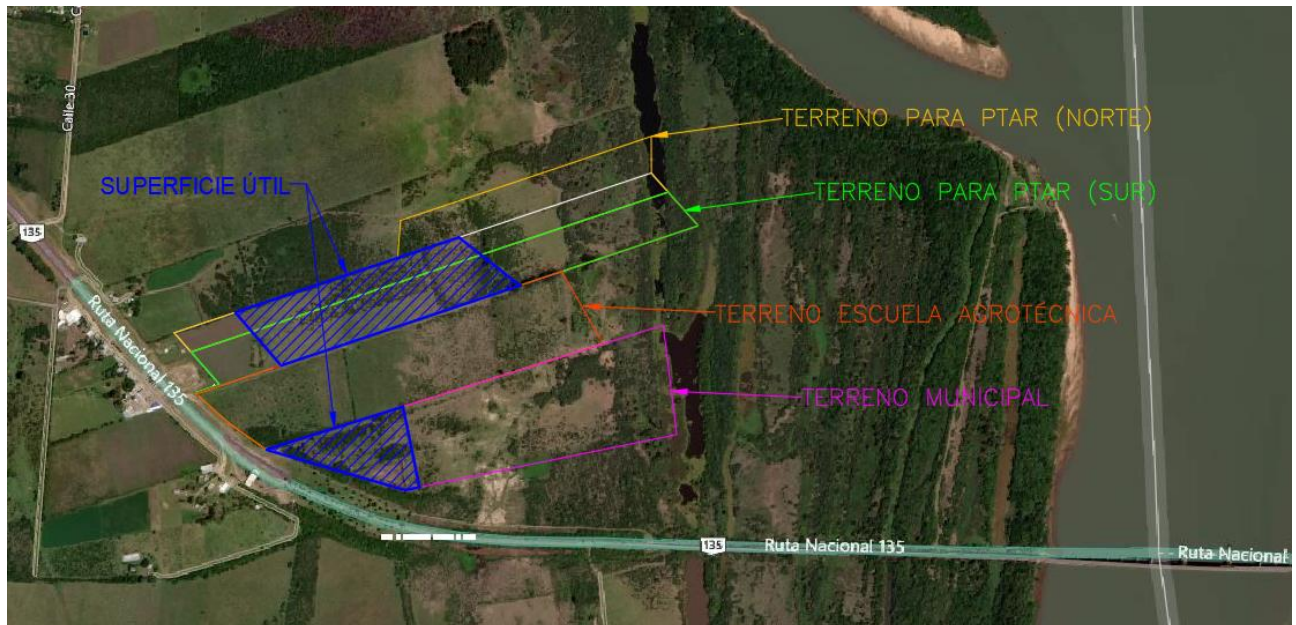 Calle 30
TERRENO PARA PTAR (NORTE)
SUPERFICIE ÚTIL
TERRENO PARA PTAR (SUR)
135
Ruta Nacional 135
TERRENO ESCUELA AGROTÉCNICA
TERRENO MUNICIPAL
135
Ruta Nacional 135
Ruta Nacional